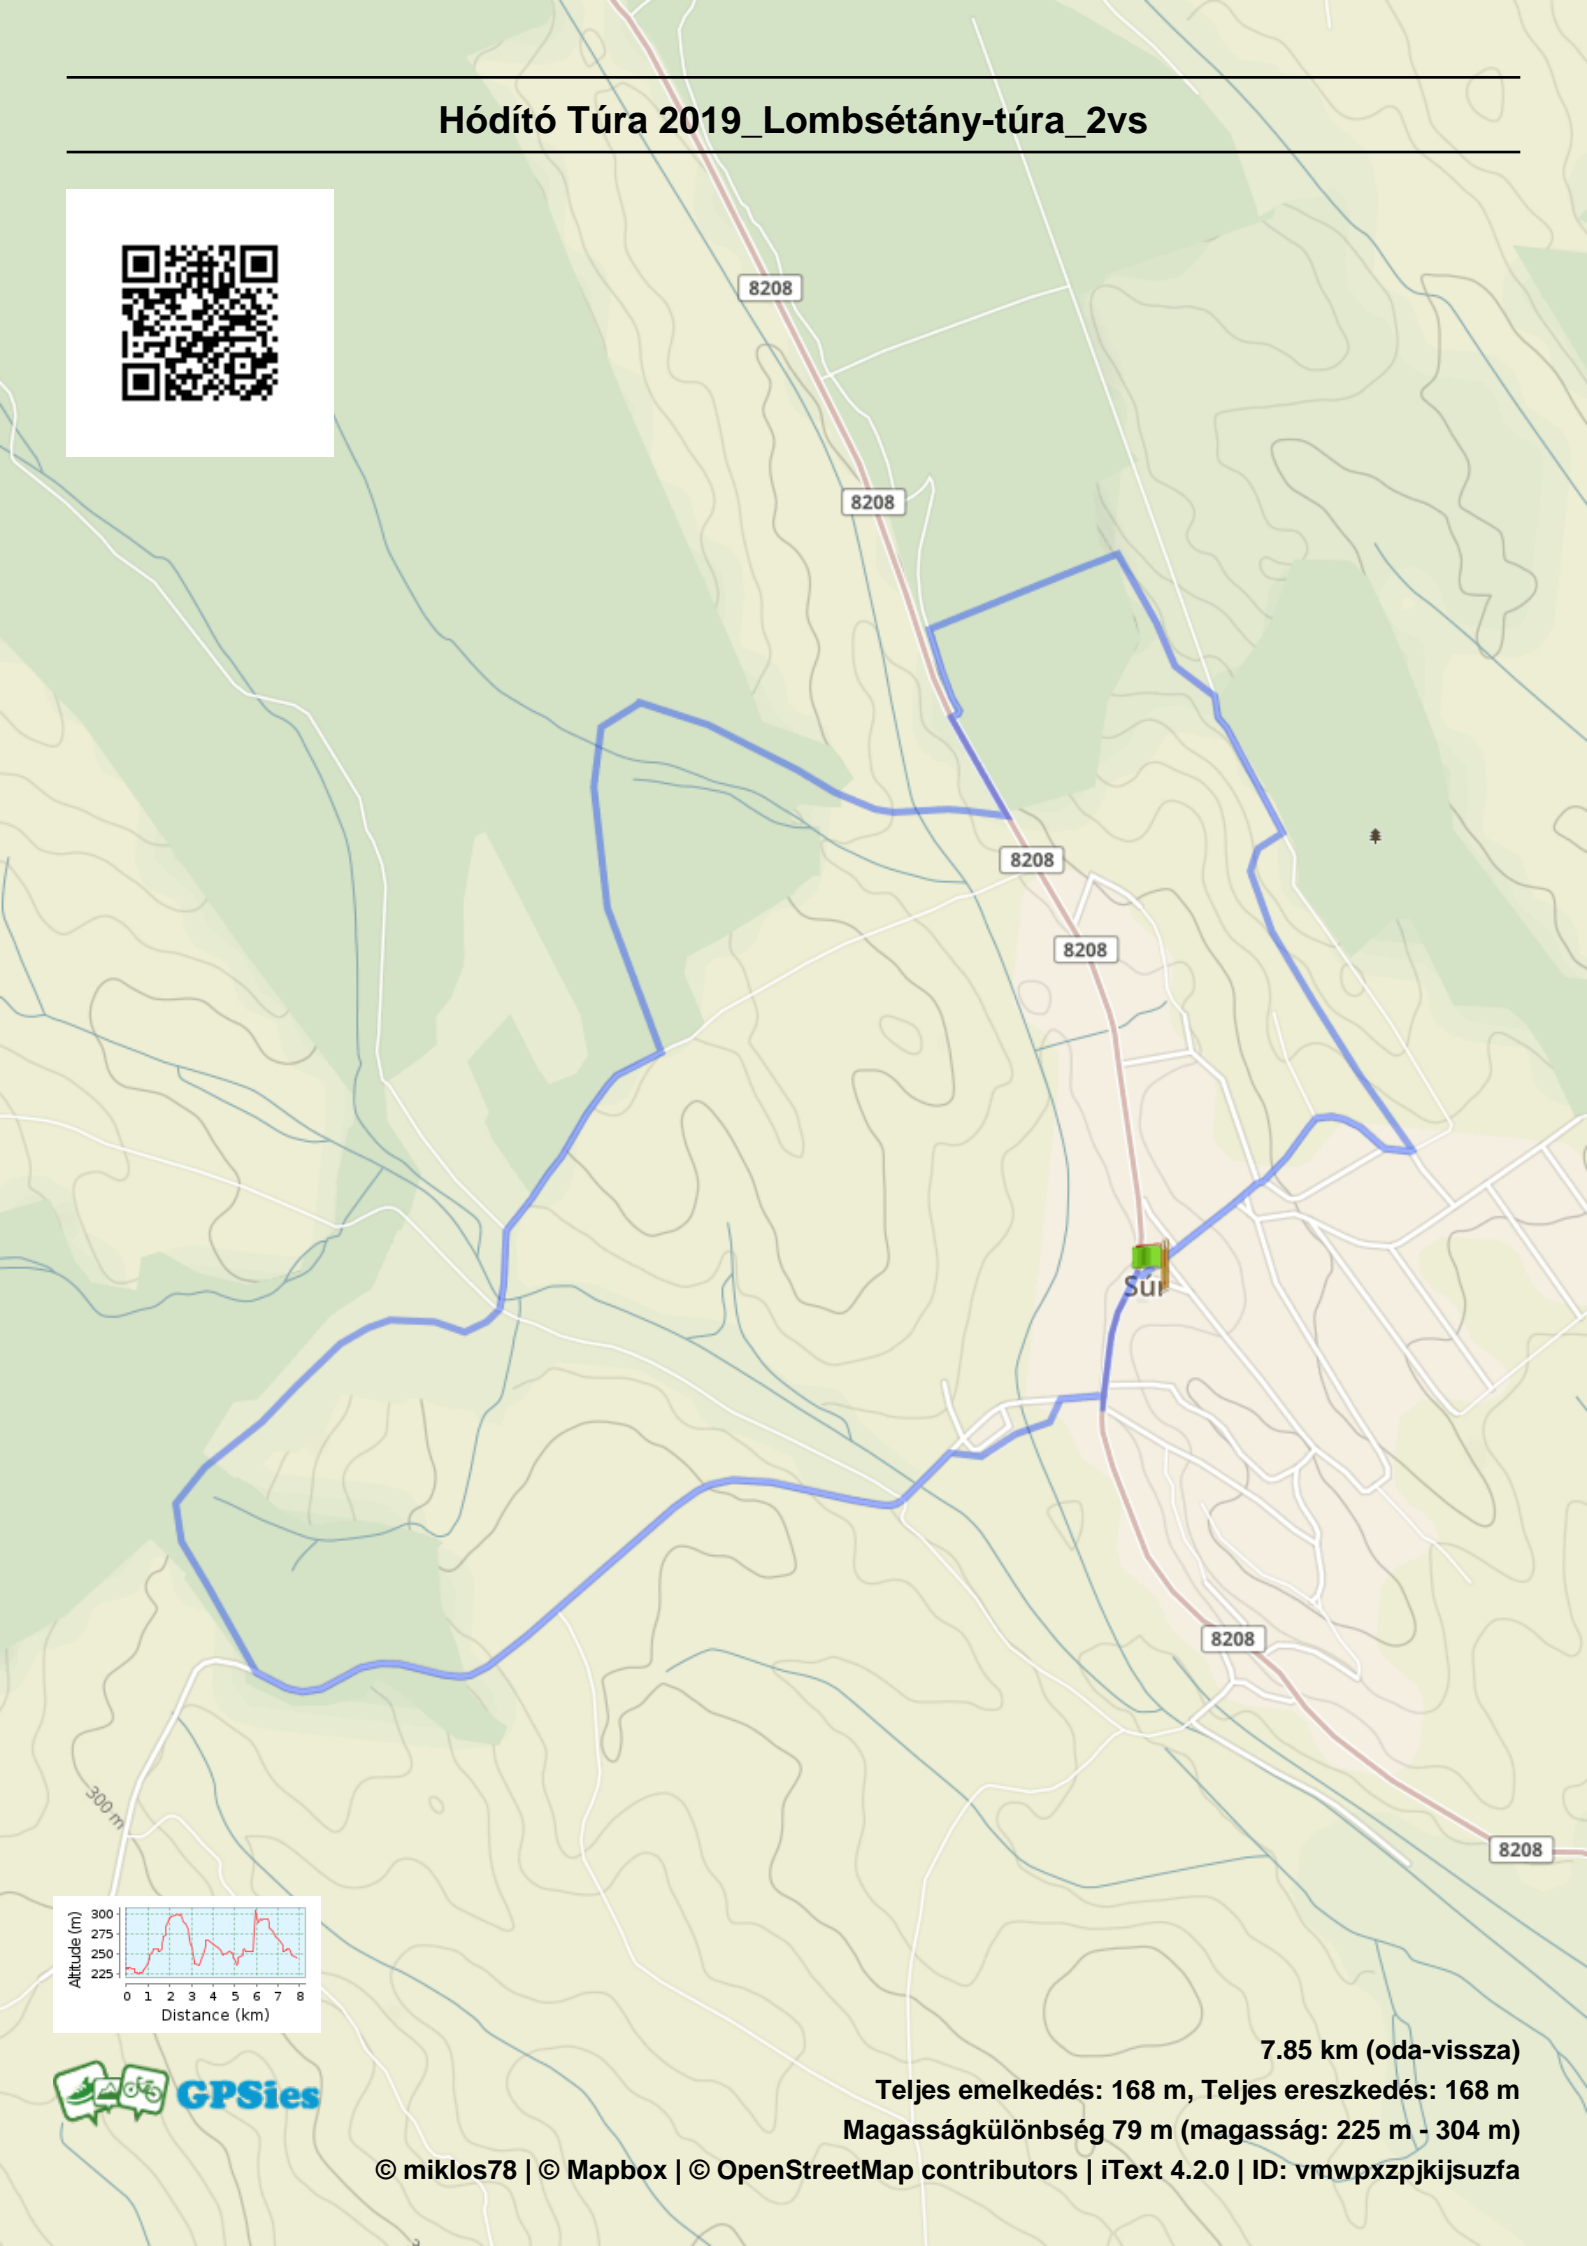 Hódító Túra 2019_Lombsétány-túra_2vs
8208
8208
8208
8208
Súr
8208
300 m
8208
Altitude (m)
300
275
250
225
0 1 2 3 4 5 6 7 8
Distance (km)
GPSies
7.85 km (oda-vissza)
Teljes emelkedés: 168 m, Teljes ereszkedés: 168 m
Magasságkülönbség 79 m (magasság: 225 m - 304 m)
© miklos78 | © Mapbox | © OpenStreetMap contributors | iText 4.2.0 | ID: vmwpxzpjkijsuzfa